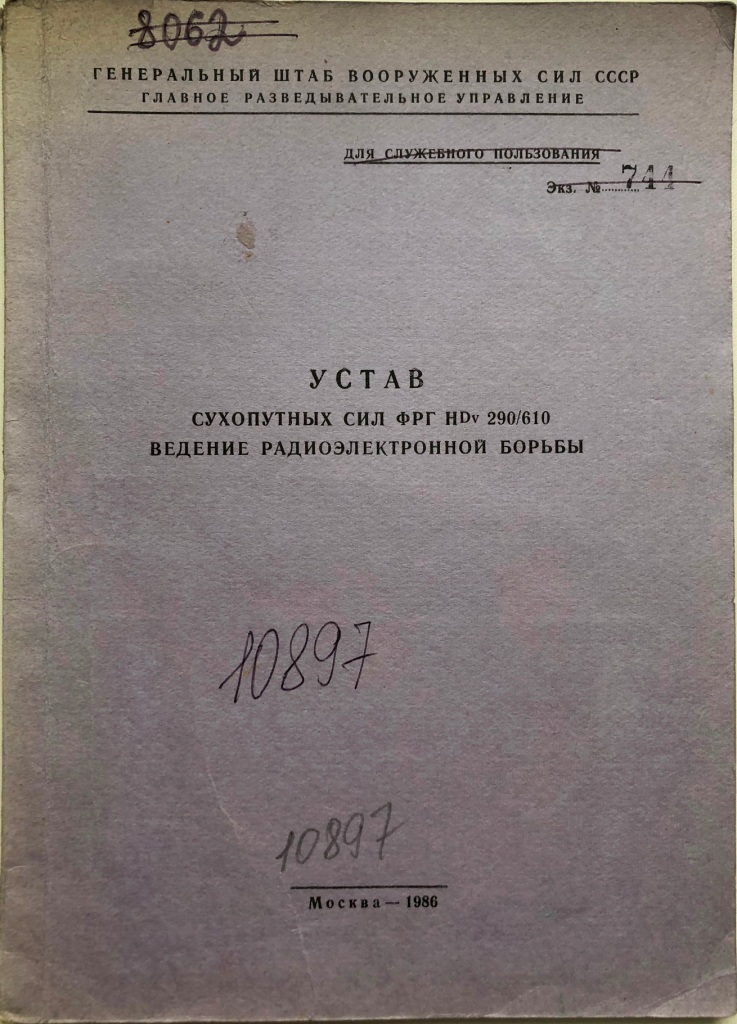 8062
ГЕНЕРАЛЬНЫЙ ШТАБ ВООРУЖЕННЫХ СИЛ СССР
ГЛАВНОЕ РАЗВЕДЫВАТЕЛЬНОЕ УПРАВЛЕНИЕ
ДЛЯ СЛУЖЕБНОГО ПОЛЬЗОВАНИЯ
Экз. № 744
УСТАВ
СУХОПУТНЫХ СИЛ ФРГ HDv 290/610
ВЕДЕНИЕ РАДИОЭЛЕКТРОННОЙ БОРЬБЫ
10897
10897
Москва — 1986